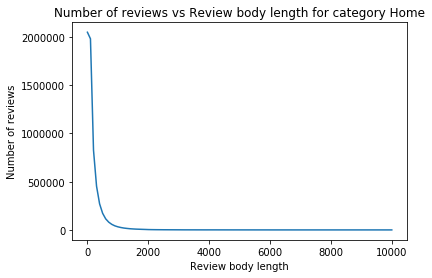 Number of reviews vs Review body length for category Home
2000000
1500000
1000000
500000
0
0 2000 4000 6000 8000 10000
Number of reviews
Review body length